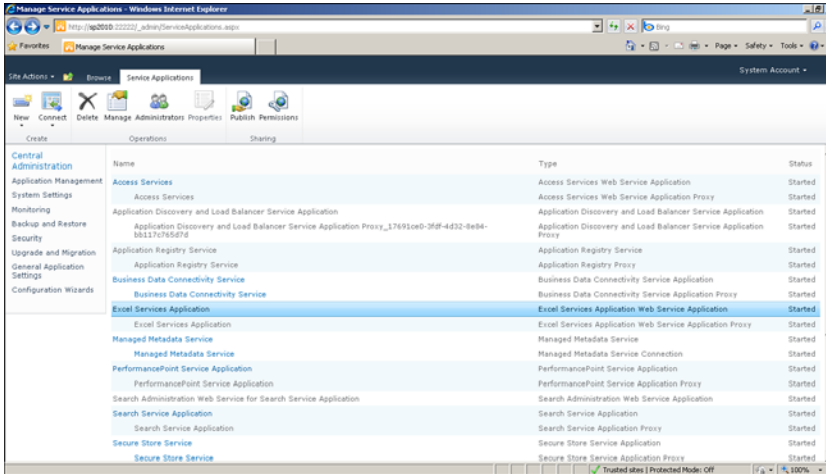 Manage Service Applications - Windows Internet Explorer
http://sp2010:22222/_admin/ServiceApplications.aspx
Bing
Favorites Manage Service Applications
Page Safety Tools
Site Actions Browse Service Applications System Account
New Connect Delete Manage Administrators Properties Publish Permissions
Create Operations Sharing
Central Administration
Application Management
System Settings
Monitoring
Backup and Restore
Security
Upgrade and Migration
General Application Settings
Configuration Wizards
Name Type Status
Access Services Access Services Web Service Application Started
Access Services Access Services Web Service Application Proxy Started
Application Discovery and Load Balancer Service Application Application Discovery and Load Balancer Service Application Started
Application Discovery and Load Balancer Service Application Proxy_17691ce0-3fdf-4d32-8e84- Application Discovery and Load Balancer Service Application Started
bb117c765d7d Proxy
Application Registry Service Application Registry Service Started
Application Registry Service Application Registry Proxy Started
Business Data Connectivity Service Business Data Connectivity Service Application Started
Business Data Connectivity Service Business Data Connectivity Service Application Proxy Started
Excel Services Application Excel Services Application Web Service Application Started
Excel Services Application Excel Services Application Web Service Application Proxy Started
Managed Metadata Service Managed Metadata Service Started
Managed Metadata Service Managed Metadata Service Connection Started
PerformancePoint Service Application PerformancePoint Service Application Started
PerformancePoint Service Application PerformancePoint Service Application Proxy Started
Search Administration Web Service for Search Service Application Search Administration Web Service Application Started
Search Service Application Search Service Application Started
Search Service Application Search Service Application Proxy Started
Secure Store Service Secure Store Service Application Started
Secure Store Service Secure Store Service Application Proxy Started
Trusted sites | Protected Mode: Off 100%